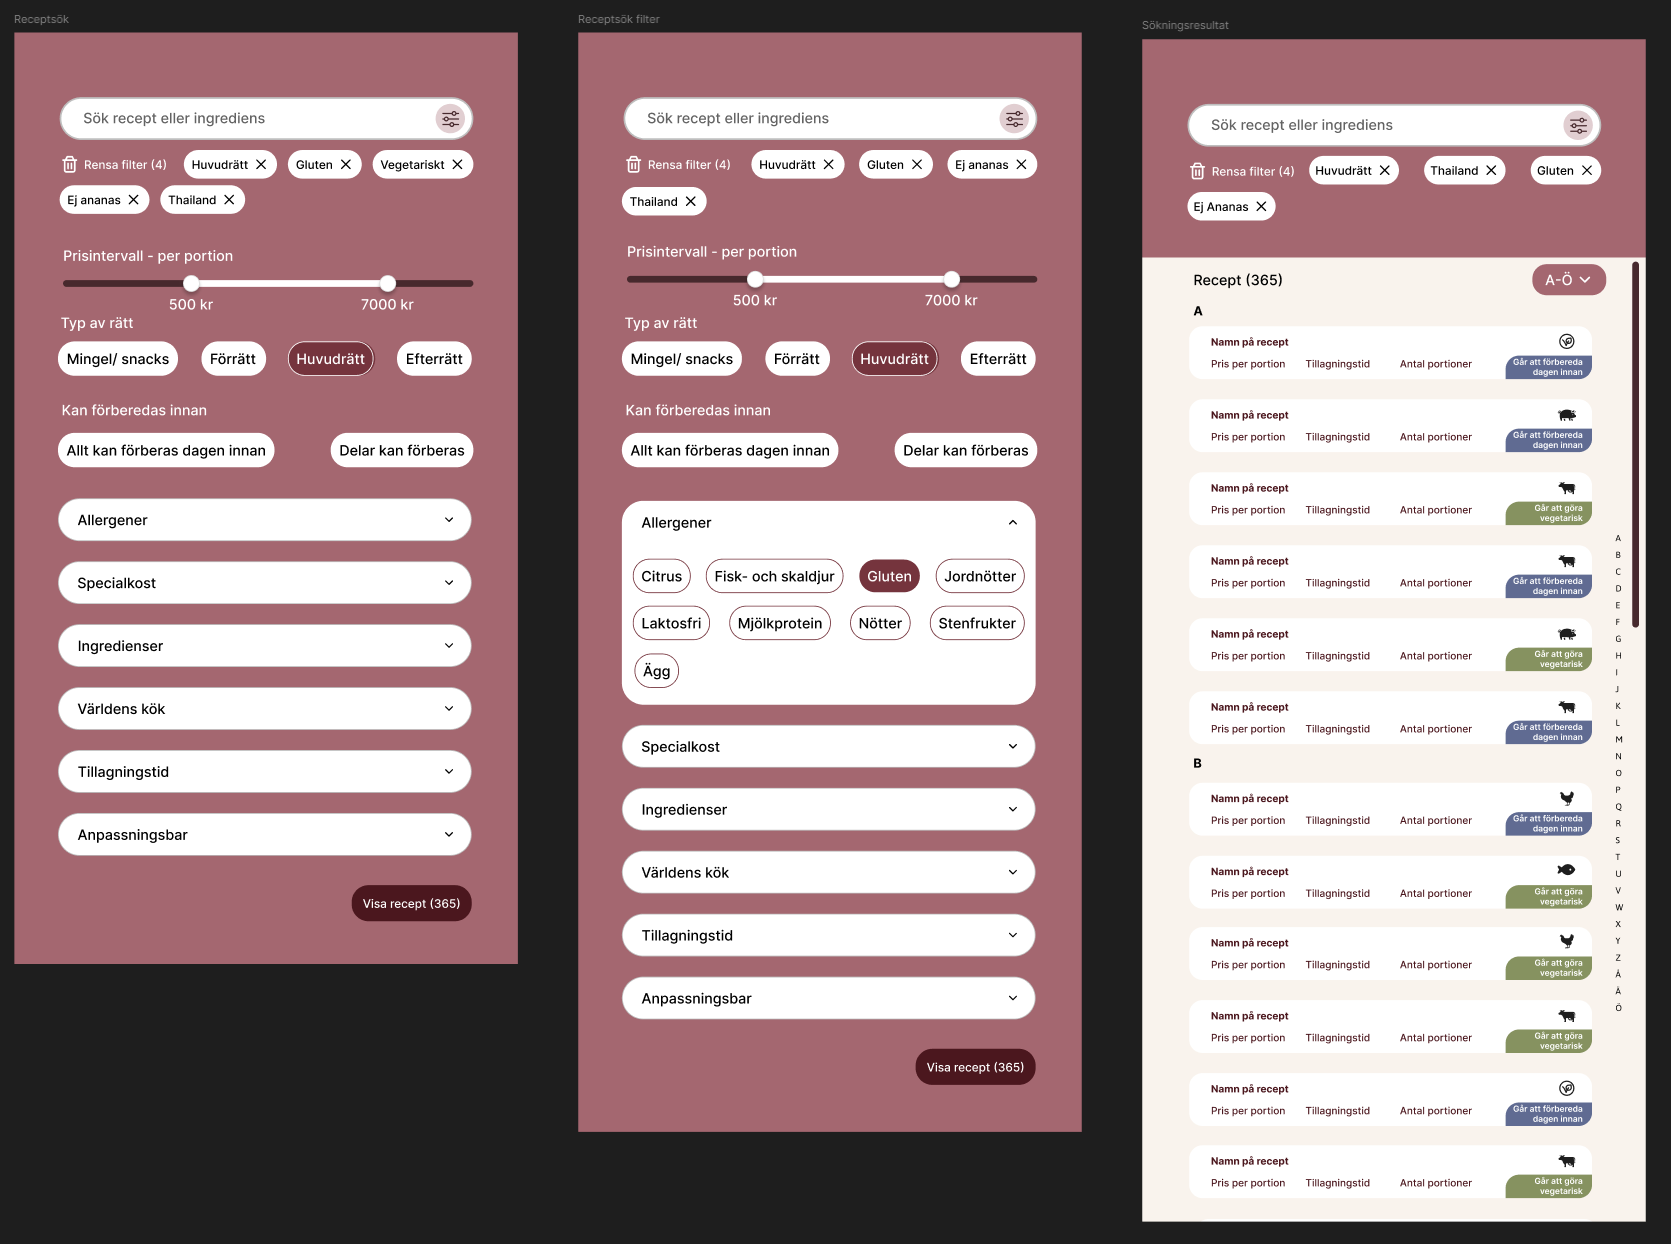 Receptsök
Sök recept eller ingrediens
Rensa filter (4)
Huvudrätt
Gluten
Vegetariskt
Ej ananas
Thailand
Prisintervall - per portion
500 kr
7000 kr
Typ av rätt
Mingel/ snacks
Förrätt
Huvudrätt
Efterrätt
Kan förberedas innan
Allt kan förberas dagen innan
Delar kan förberas
Allergener
Specialkost
Ingredienser
Världens kök
Tillagningstid
Anpassningsbar
Visa recept (365)
Receptsök filter
Sök recept eller ingrediens
Rensa filter (4)
Huvudrätt
Gluten
Ej ananas
Thailand
Prisintervall - per portion
500 kr
7000 kr
Typ av rätt
Mingel/ snacks
Förrätt
Huvudrätt
Efterrätt
Kan förberedas innan
Allt kan förberas dagen innan
Delar kan förberas
Allergener
Citrus
Fisk- och skaldjur
Gluten
Jordnötter
Laktosfri
Mjölkprotein
Nötter
Stenfrukter
Ägg
Specialkost
Ingredienser
Världens kök
Tillagningstid
Anpassningsbar
Visa recept (365)
Sökningsresultat
Sök recept eller ingrediens
Rensa filter (4)
Huvudrätt
Thailand
Gluten
Ej Ananas
Recept (365)
A-Ö
A
Namn på recept
Pris per portion
Tillagningstid
Antal portioner
Går att förbereda
dagen innan
Namn på recept
Pris per portion
Tillagningstid
Antal portioner
Går att förbereda
dagen innan
Namn på recept
Pris per portion
Tillagningstid
Antal portioner
Går att göra
vegetarisk
Namn på recept
Pris per portion
Tillagningstid
Antal portioner
Går att förbereda
dagen innan
Namn på recept
Pris per portion
Tillagningstid
Antal portioner
Går att göra
vegetarisk
Namn på recept
Pris per portion
Tillagningstid
Antal portioner
Går att förbereda
dagen innan
B
Namn på recept
Pris per portion
Tillagningstid
Antal portioner
Går att förbereda
dagen innan
Namn på recept
Pris per portion
Tillagningstid
Antal portioner
Går att göra
vegetarisk
Namn på recept
Pris per portion
Tillagningstid
Antal portioner
Går att göra
vegetarisk
Namn på recept
Pris per portion
Tillagningstid
Antal portioner
Går att göra
vegetarisk
Namn på recept
Pris per portion
Tillagningstid
Antal portioner
Går att förbereda
dagen innan
Namn på recept
Pris per portion
Tillagningstid
Antal portioner
Går att göra
vegetarisk
A
B
C
D
E
F
G
H
I
J
K
L
M
N
O
P
Q
R
S
T
U
V
W
X
Y
Z
Å
Ä
Ö